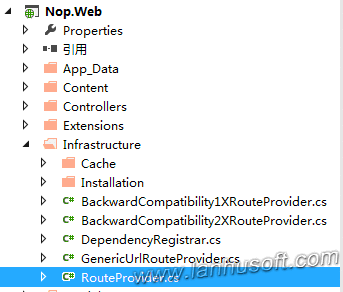 Nop.Web
Properties
引用
App_Data
Content
Controllers
Extensions
Infrastructure
Cache
Installation
C# BackwardCompatibility1XRouteProvider.cs
C# BackwardCompatibility2XRouteProvider.cs
C# DependencyRegistrar.cs
C# GenericUrlRouteProvider.cs
C# RouteProvider.cs
www.lanhusoft.com